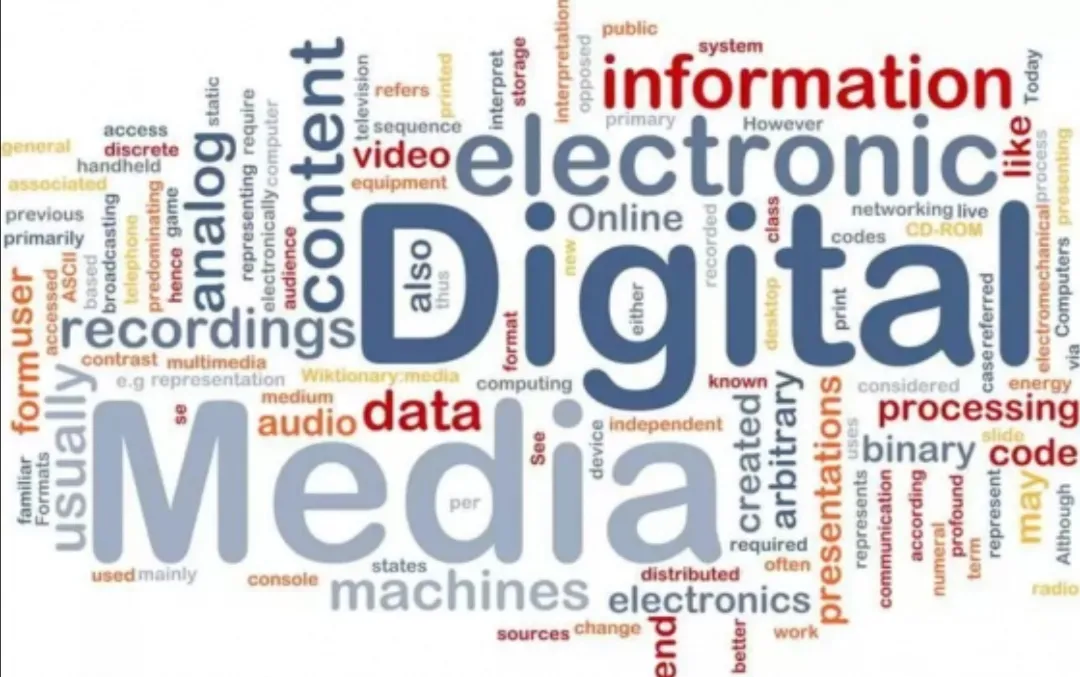 public
system
interpretation
opposed
information
Today
content
television
refers
printed
interpret
storage
primary
However
like
process
presenting
static
analog
require
representing
computer
electronically
audience
sequence
video
equipment
electronic
access
discrete
handheld
general
associated
previous
primarily
broadcasting
telephone
predominating
game
hence
ASCII
based
accessed
user
form
Online
new
recorded
class
networking
live
codes
CD-ROM
electromechanical
Computers
via
Digital
also
thus
either
desktop
print
referred
case
format
recordings
contrast
multimedia
e.g
representation
Wiktionary:media
computing
known
considered
energy
usually
se
medium
audio
data
See
device
independent
created
arbitrary
presentations
uses
processing
binary
slide
code
Media
per
familiar
Formats
represents
communication
according
numeral
profound
term
represent
may
Although
radio
required
often
used
mainly
console
states
machines
distributed
electronics
sources
change
end
better
work